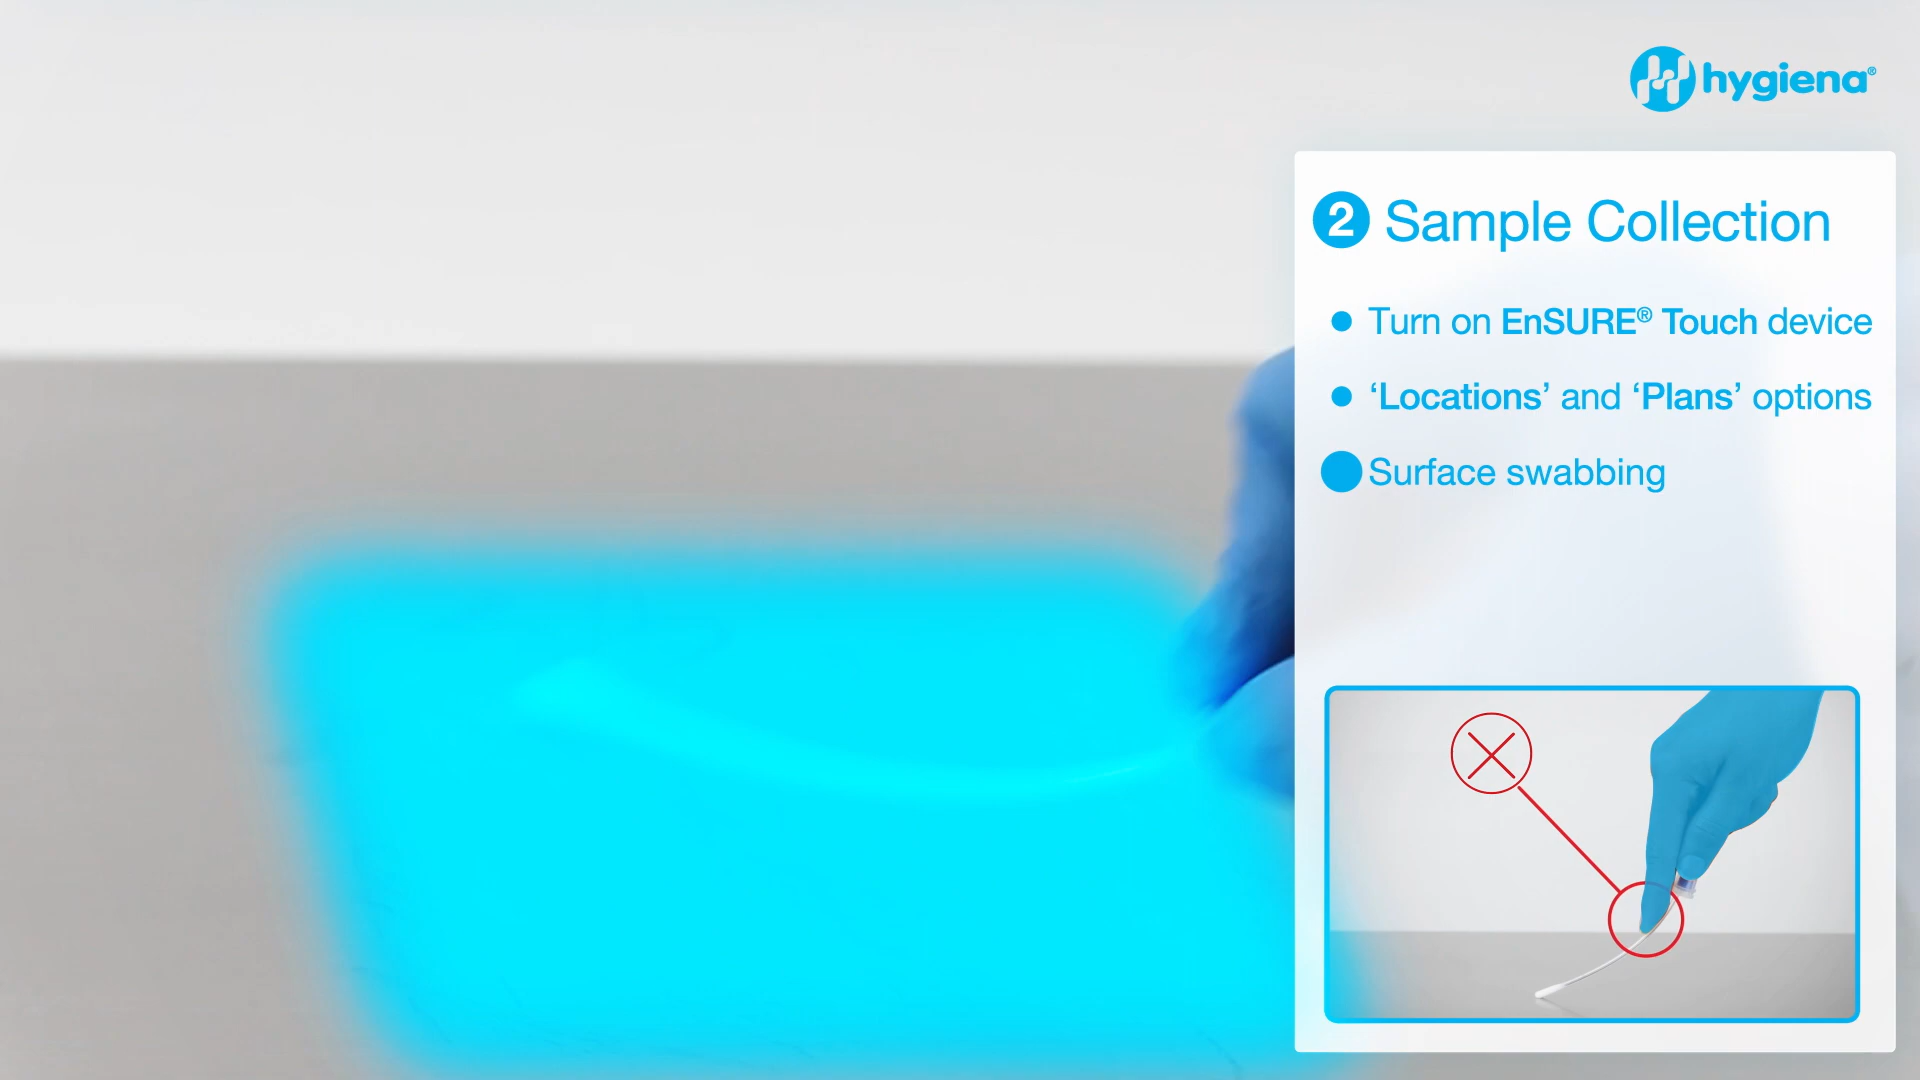 hygiena®
2 Sample Collection
Turn on EnSURE® Touch device
‘Locations’ and ‘Plans’ options
Surface swabbing